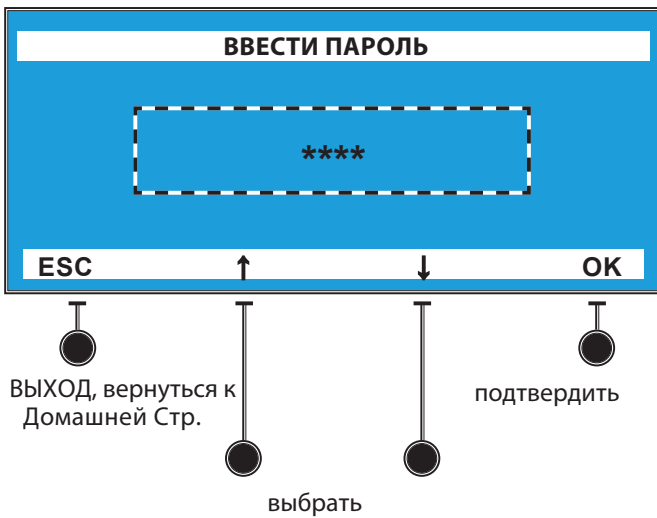 ВВЕСТИ ПАРОЛЬ
****
ESC ↑ ↓ OK
ВЫХОД, вернуться к
Домашней Стр.
подтвердить
выбрать